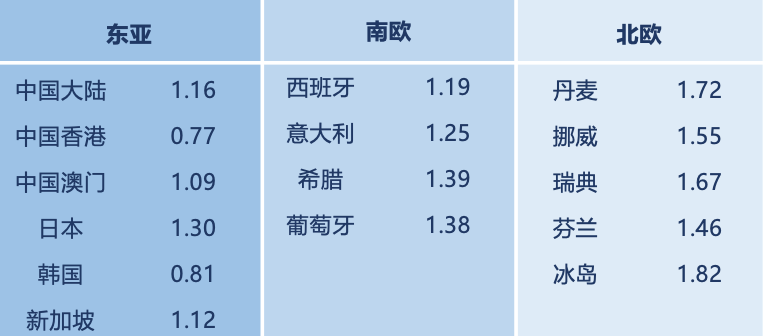 东亚 南欧 北欧
中国大陆 1.16 西班牙 1.19 丹麦 1.72
中国香港 0.77 意大利 1.25 挪威 1.55
中国澳门 1.09 希腊 1.39 瑞典 1.67
日本 1.30 葡萄牙 1.38 芬兰 1.46
韩国 0.81 冰岛 1.82
新加坡 1.12